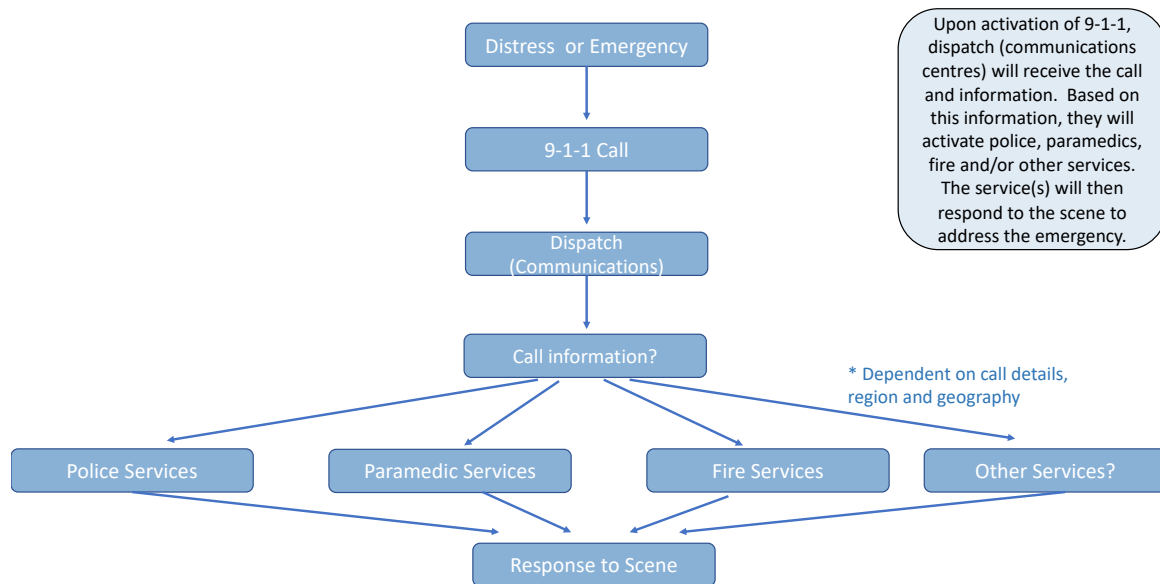 Distress  or Emergency
Upon activation of 9-1-1,
dispatch (communications
centres) will receive the call
and information.  Based on
this information, they will
activate police, paramedics,
fire and/or other services.
The service(s) will then
respond to the scene to
address the emergency.
9-1-1 Call
Dispatch
(Communications)
Call information?
* Dependent on call details,
region and geography
Police Services
Paramedic Services
Fire Services
Other Services?
Response to Scene